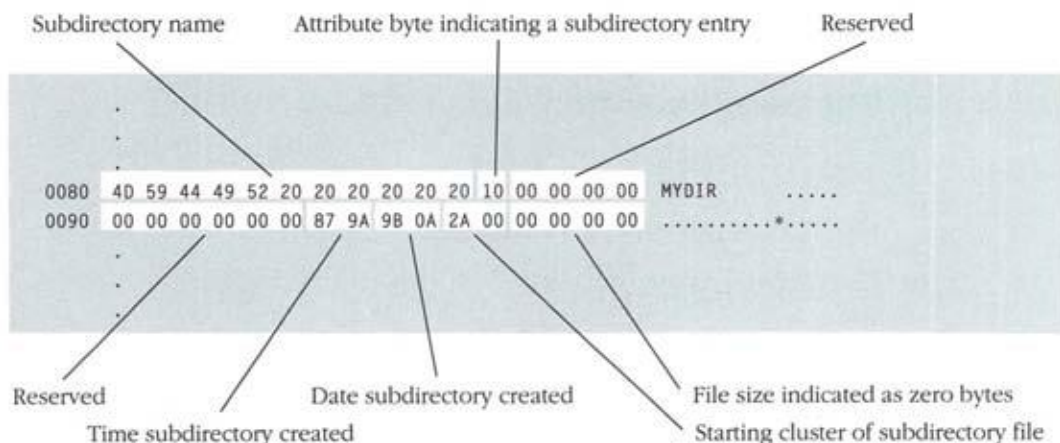 Subdirectory name Attribute byte indicating a subdirectory entry Reserved
0080 4D 59 44 49 52 20 20 20 20 20 20 10 00 00 00 00 MYDIR .....
0090 00 00 00 00 00 00 87 9A 9B 0A 2A 00 00 00 00 00 ..........*.....
Reserved Date subdirectory created File size indicated as zero bytes
Time subdirectory created Starting cluster of subdirectory file